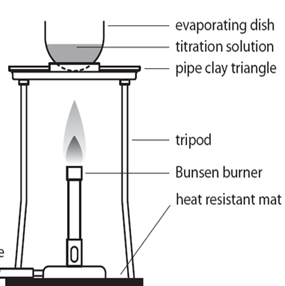 evaporating dish
titration solution
pipe clay triangle
tripod
Bunsen burner
heat resistant mat
e